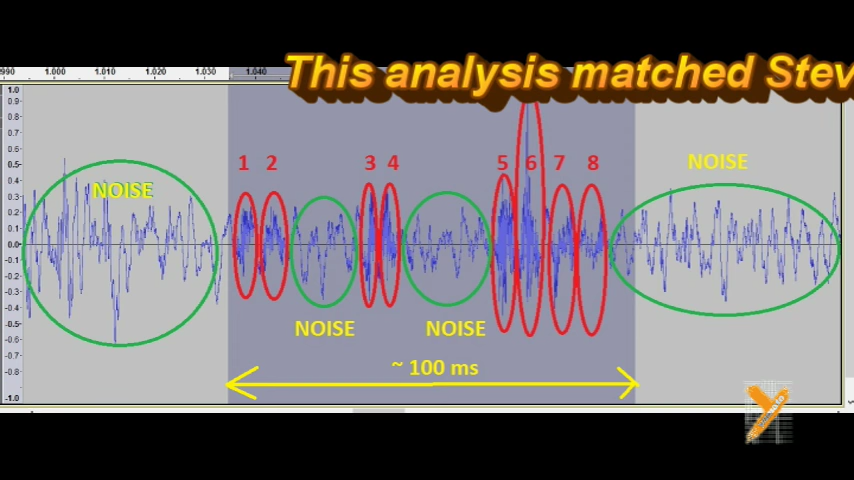 This analysis matched Stev
990 1.000 1.010 1.020 1.030 1.040
1.0
0.9
0.8
0.7
0.6
0.5
0.4
0.3
0.2
0.1
0.0
-0.1
-0.2
-0.3
-0.4
-0.5
-0.6
-0.7
-0.8
-1.0
1 2 3 4 5 6 7 8
NOISE
NOISE
NOISE NOISE
~ 100 ms